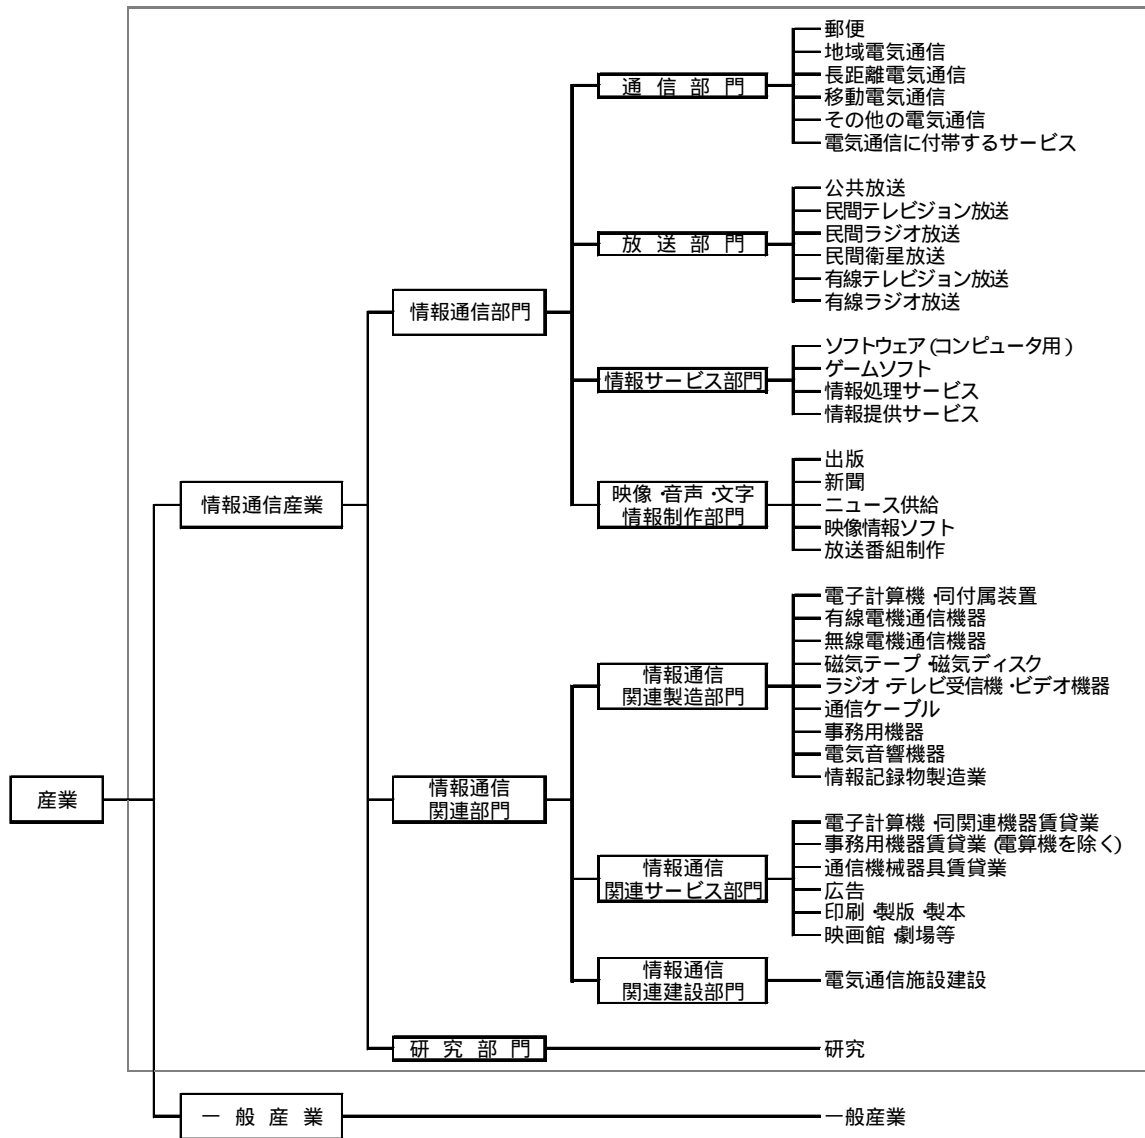 産業
情報通信産業
情報通信部門
通信部門
郵便
地域電気通信
長距離電気通信
移動電気通信
その他の電気通信
電気通信に付帯するサービス
放送部門
公共放送
民間テレビジョン放送
民間ラジオ放送
民間衛星放送
有線テレビジョン放送
有線ラジオ放送
情報サービス部門
ソフトウェア(コンピュータ用)
ゲームソフト
情報処理サービス
情報提供サービス
映像・音声・文字
情報制作部門
出版
新聞
ニュース供給
映像情報ソフト
放送番組制作
情報通信
関連部門
情報通信
関連製造部門
電子計算機・同付属装置
有線電機通信機器
無線電機通信機器
磁気テープ・磁気ディスク
ラジオ・テレビ受信機・ビデオ機器
通信ケーブル
事務用機器
電気音響機器
情報記録物製造業
情報通信
関連サービス部門
電子計算機・同関連機器賃貸業
事務用機器賃貸業(電算機を除く)
通信機械器具賃貸業
広告
印刷・製版・製本
映画館・劇場等
情報通信
関連建設部門
電気通信施設建設
研究部門
研究
一般産業
一般産業